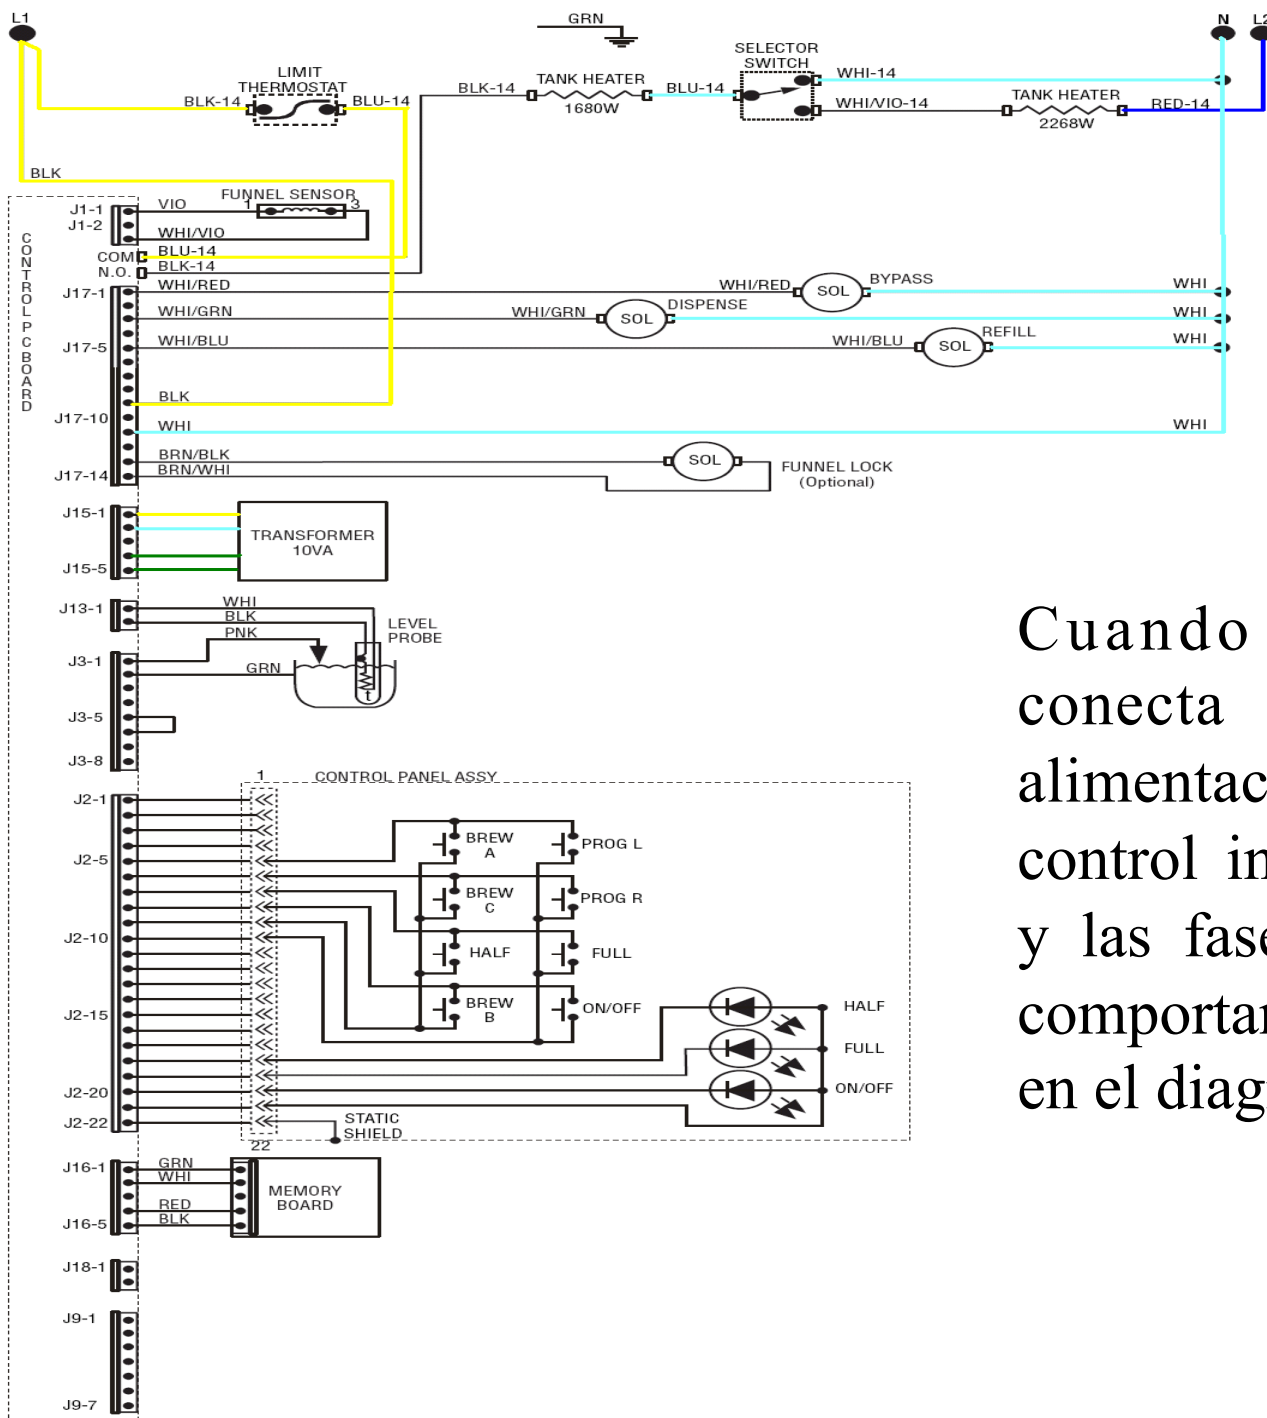 L1
GRN
N
L2
SELECTOR
SWITCH
LIMIT
THERMOSTAT
BLK-14
BLU-14
BLK-14
TANK HEATER
1680W
BLU-14
WHI-14
WHI/VIO-14
TANK HEATER
2268W
RED-14
BLK
CONTROL PC BOARD
J1-1
J1-2
VIO
1
FUNNEL SENSOR
3
WHI/VIO
COM
BLU-14
N.O.
BLK-14
J17-1
WHI/RED
WHI/RED
SOL
BYPASS
WHI
WHI/GRN
WHI/GRN
SOL
DISPENSE
WHI
J17-5
WHI/BLU
WHI/BLU
SOL
REFILL
WHI
BLK
J17-10
WHI
WHI
BRN/BLK
BRN/WHI
J17-14
SOL
FUNNEL LOCK
(Optional)
J15-1
J15-5
TRANSFORMER
10VA
J13-1
WHI
BLK
LEVEL
PROBE
PNK
J3-1
GRN
t
J3-5
J3-8
1
CONTROL PANEL ASSY
J2-1
J2-5
BREW
A
PROG L
BREW
C
PROG R
J2-10
HALF
FULL
J2-15
BREW
B
ON/OFF
HALF
FULL
ON/OFF
J2-20
J2-22
STATIC
SHIELD
22
J16-1
GRN
WHI
RED
J16-5
BLK
MEMORY
BOARD
J18-1
J9-1
J9-7
Cuando
conecta
alimentac
control in
y las fase
comportar
en el diag